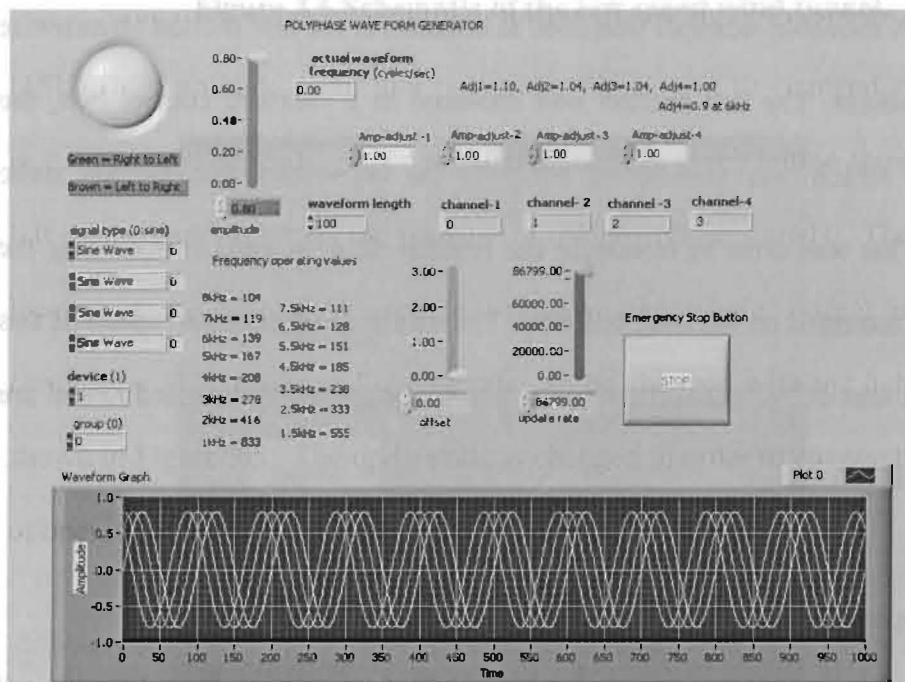 POLYPHASE WAVE FORM GENERATOR
0.80
0.60
0.48
0.20
0.00
0.80
amplitude
actual waveform
frequency (cycles/sec)
0.00
Adj1=1.10, Adj2=1.04, Adj3=1.04, Adj4=1.00
Adj4=0.9 at 6kHz
Amp-adjust -1 Amp-adjust-2 Amp-adjust -3 Amp-adjust-4
1.00 1.00 1.00 1.00
Green = Right to Left
Brown = Left to Right
waveform length channel-1 channel- 2 channel -3 channel-4
100 0 1 2 3
signal type (0:sine)
Sine Wave 0
Sine Wave 0
Sine Wave 0
Sine Wave 0
device (1)
1
group (0)
0
Frequency operating values
8kHz = 104
7kHz = 119
6kHz = 139
5kHz = 167
4kHz = 208
3kHz = 278
2kHz = 416
1kHz = 833
7.5kHz = 111
6.5kHz = 128
5.5kHz = 151
4.5kHz = 185
3.5kHz = 238
2.5kHz = 333
1.5kHz = 555
3.00
2.00
1.00
0.00
0.00
offset
86799.00
60000.00
40000.00
20000.00
0.00
update rate
Emergency Stop Button
STOP
Waveform Graph
Plot 0
1.0
0.5
0.0
-0.5
-1.0
Amplitude
0 50 100 150 200 250 300 350 400 450 500 550 600 650 700 750 800 850 900 950 1000
Time